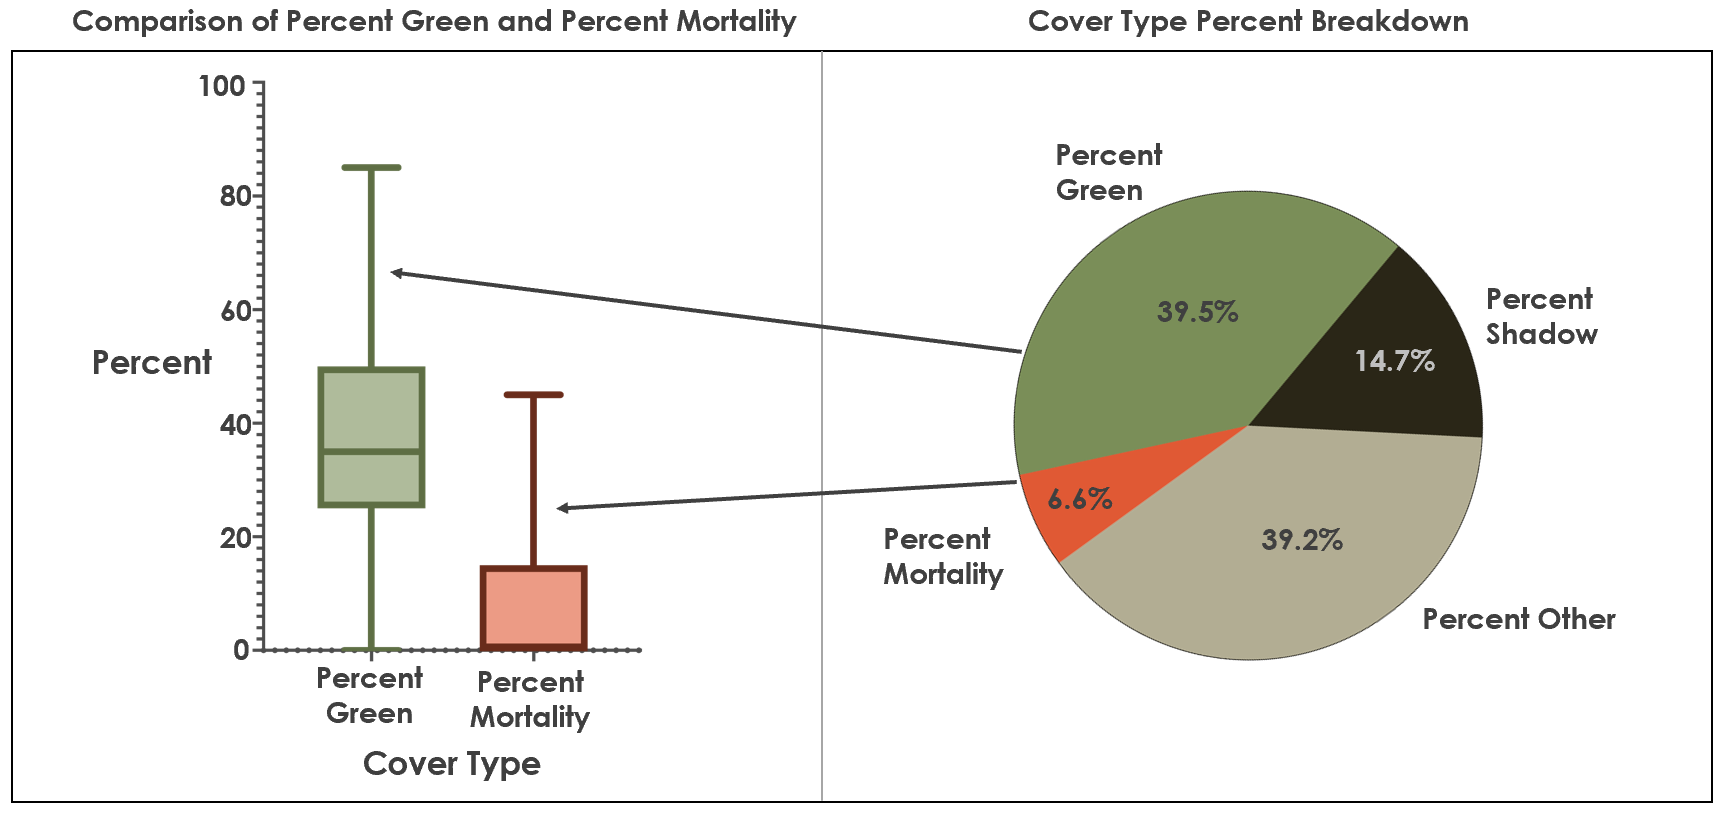 Comparison of Percent Green and Percent Mortality
Cover Type Percent Breakdown
100
80
60
40
20
0
Percent
Percent
Green
Percent
Mortality
Cover Type
Percent
Green
39.5%
Percent
Shadow
14.7%
6.6%
Percent
Mortality
39.2%
Percent Other